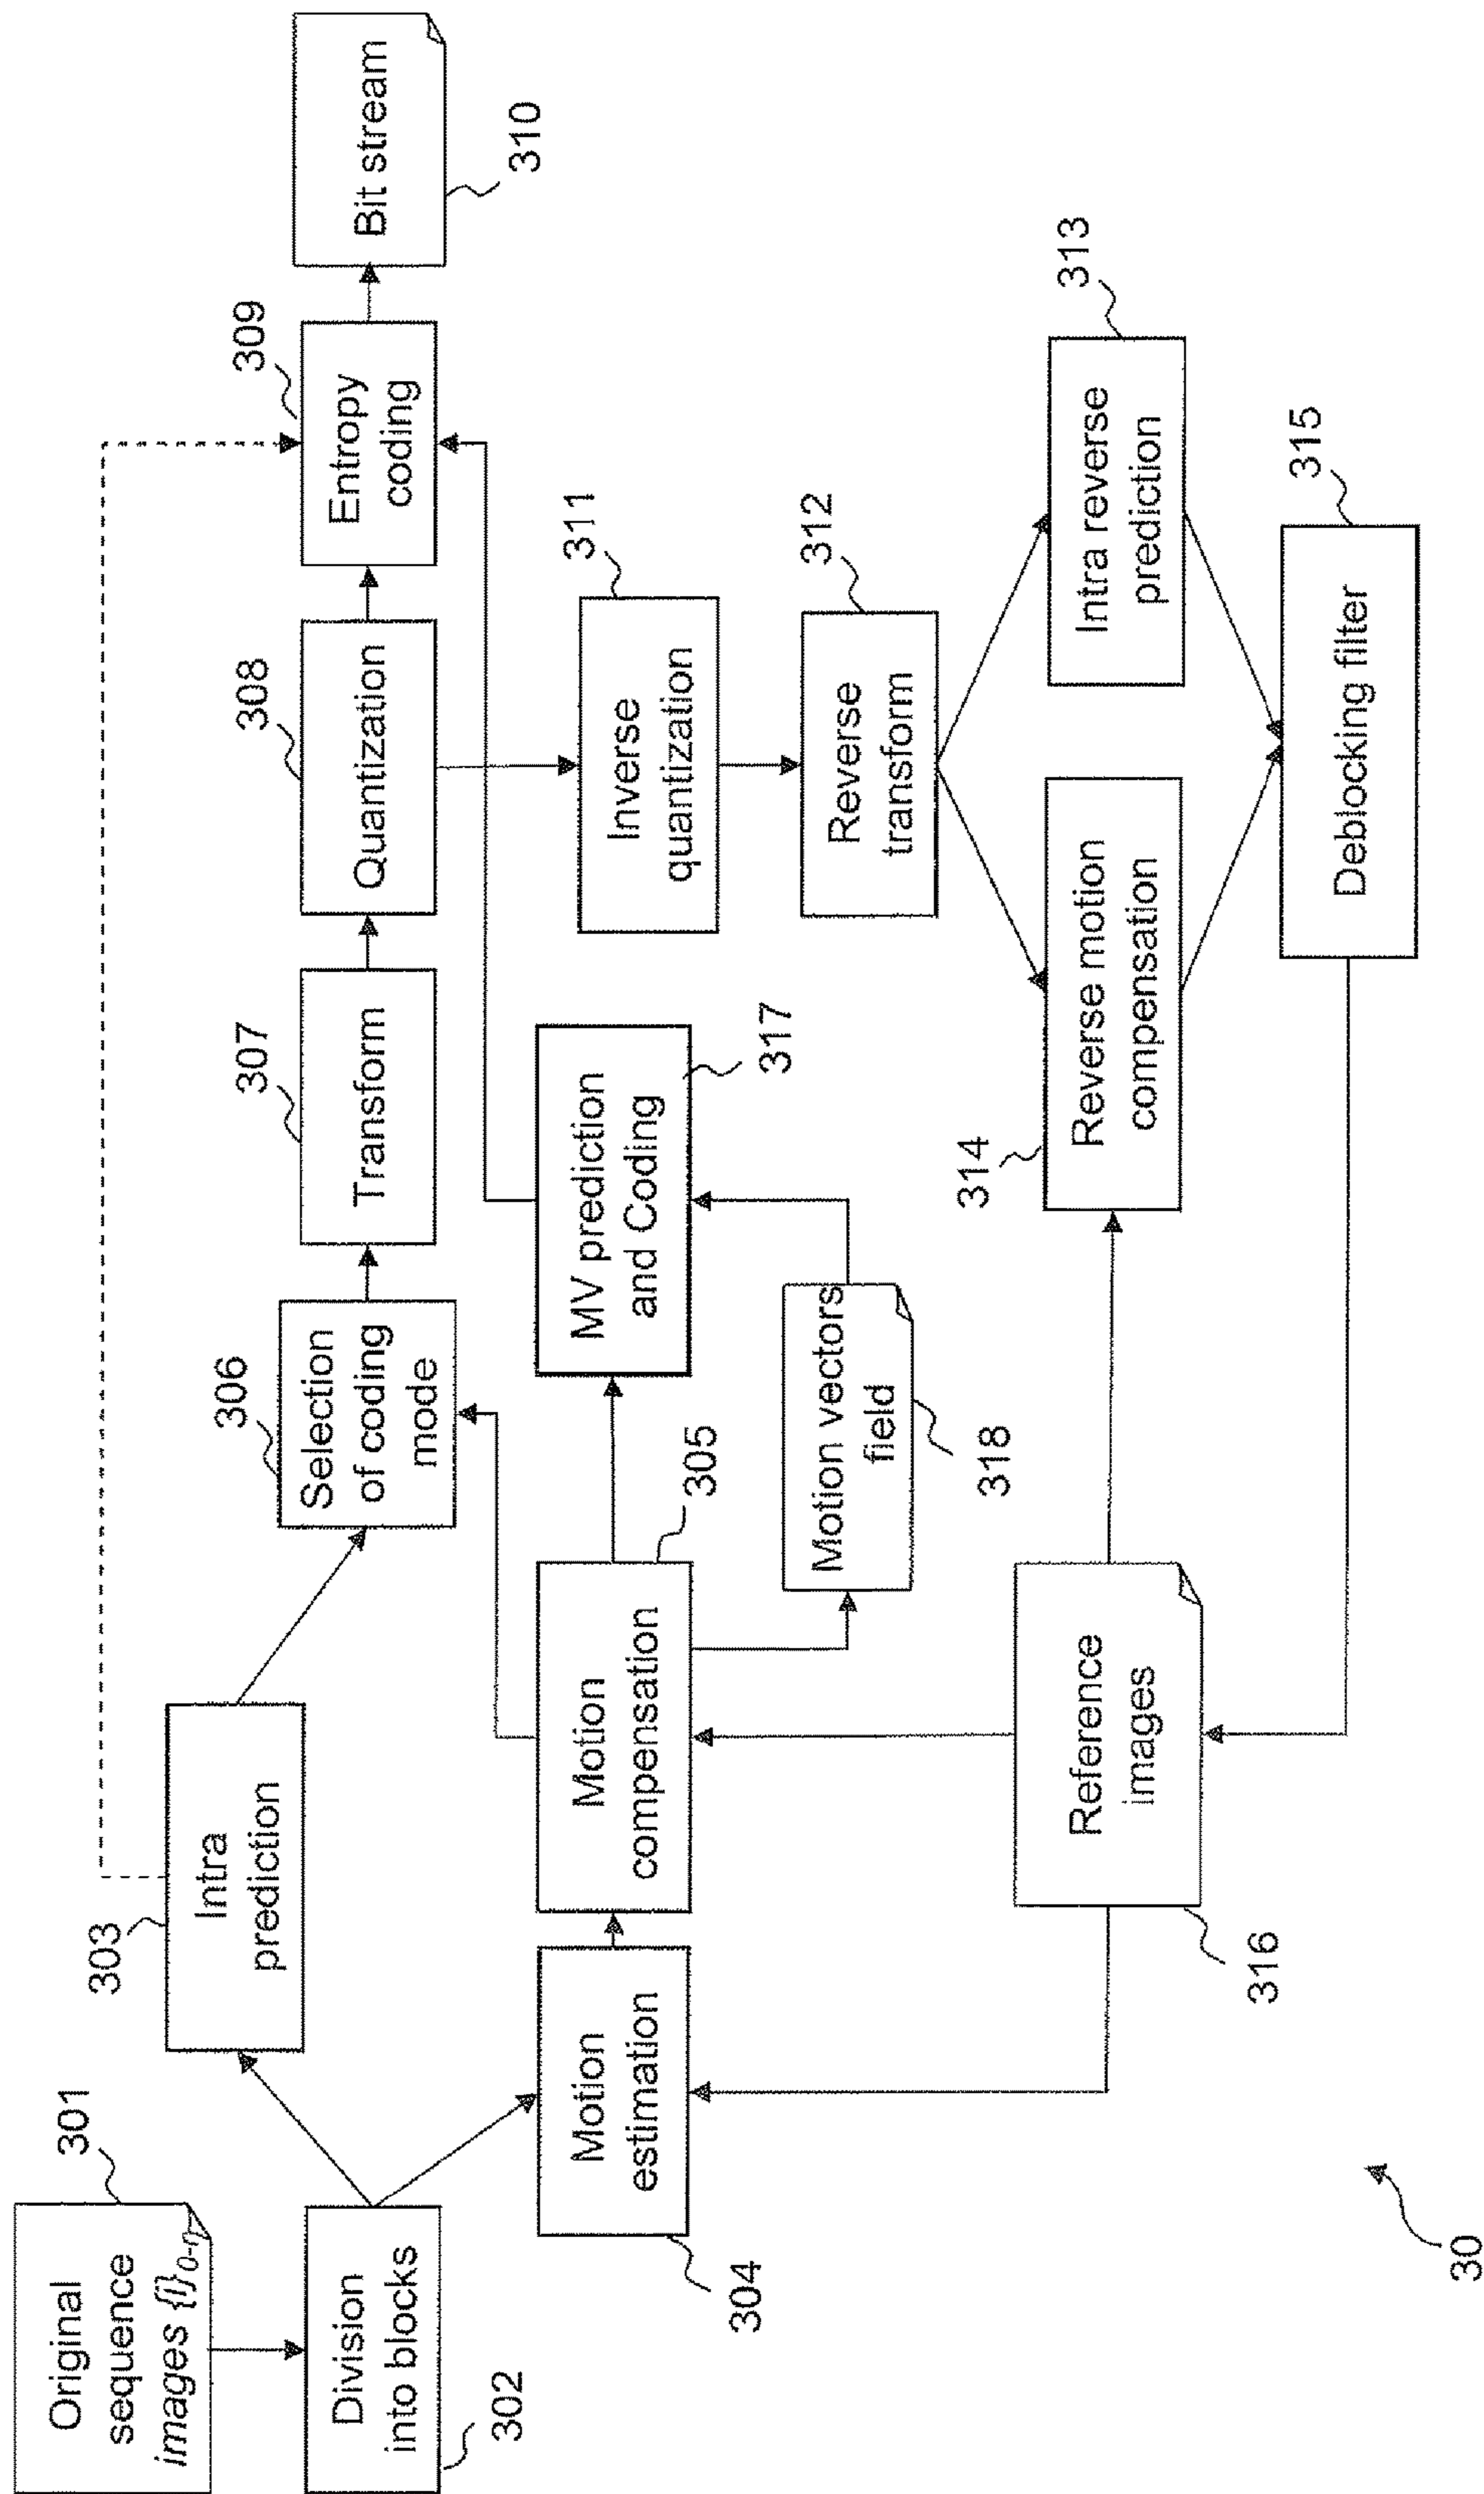 301
Original
sequence
images {I}0-n
Division
into blocks
302
303
Intra
prediction
Motion
estimation
304
Motion
compensation
305
306
Selection
of coding
mode
307
Transform
308
Quantization
309
Entropy
coding
Bit stream
310
MV prediction
and Coding
317
Motion vectors
field
318
311
Inverse
quantization
312
Reverse
transform
313
Intra reverse
prediction
314
Reverse motion
compensation
315
Deblocking filter
Reference
images
316
30